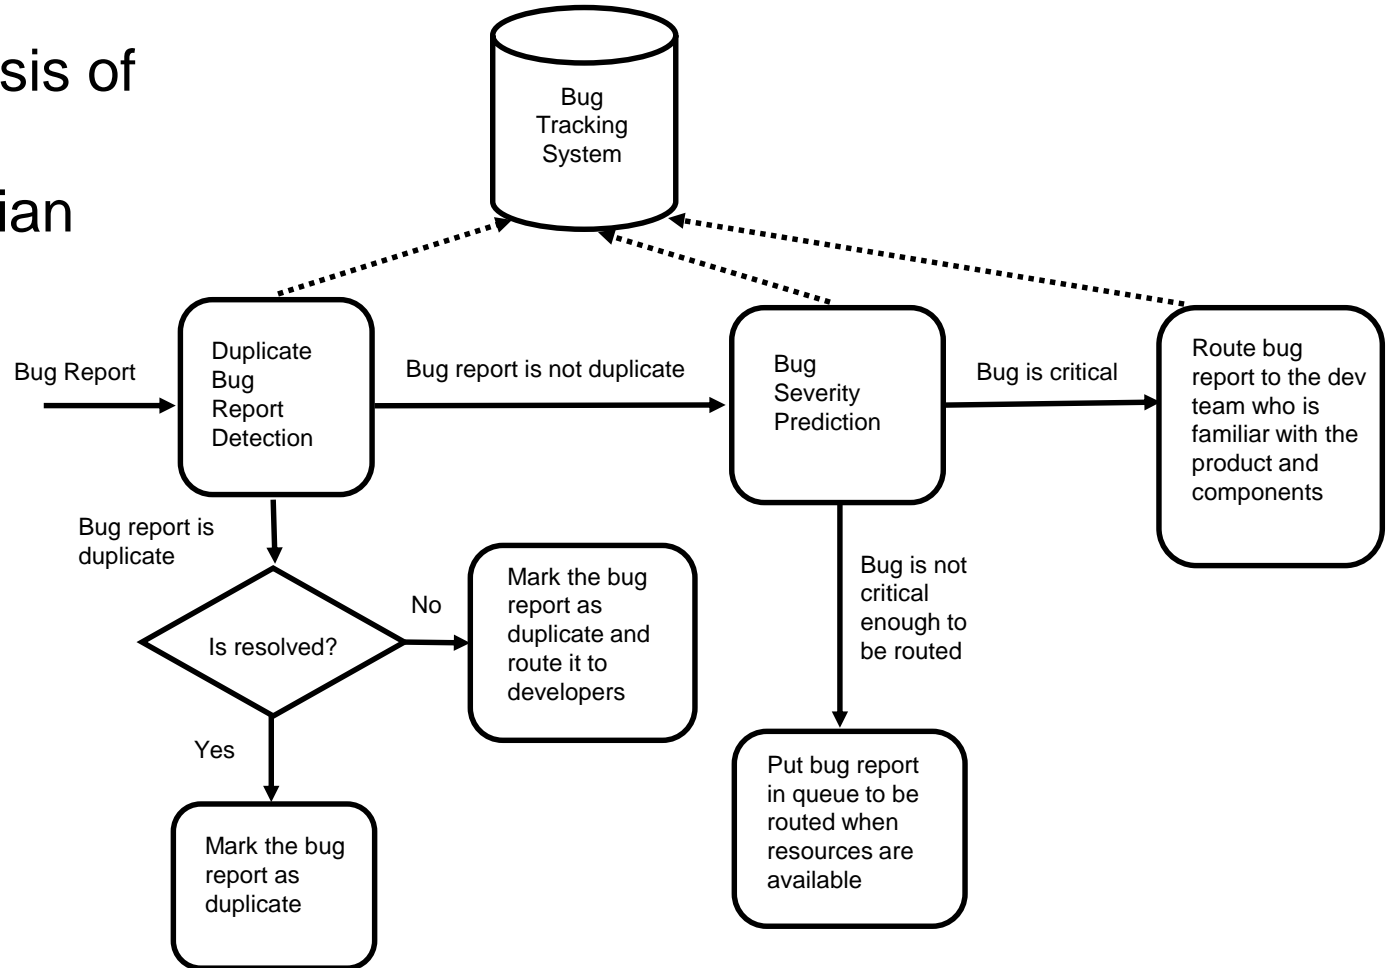 sis of
ian
Bug
Tracking
System
Bug Report
Duplicate
Bug
Report
Detection
Bug report is not duplicate
Bug
Severity
Prediction
Bug is critical
Route bug
report to the dev
team who is
familiar with the
product and
components
Bug report is
duplicate
Is resolved?
No
Mark the bug
report as
duplicate and
route it to
developers
Bug is not
critical
enough to
be routed
Yes
Mark the bug
report as
duplicate
Put bug report
in queue to be
routed when
resources are
available